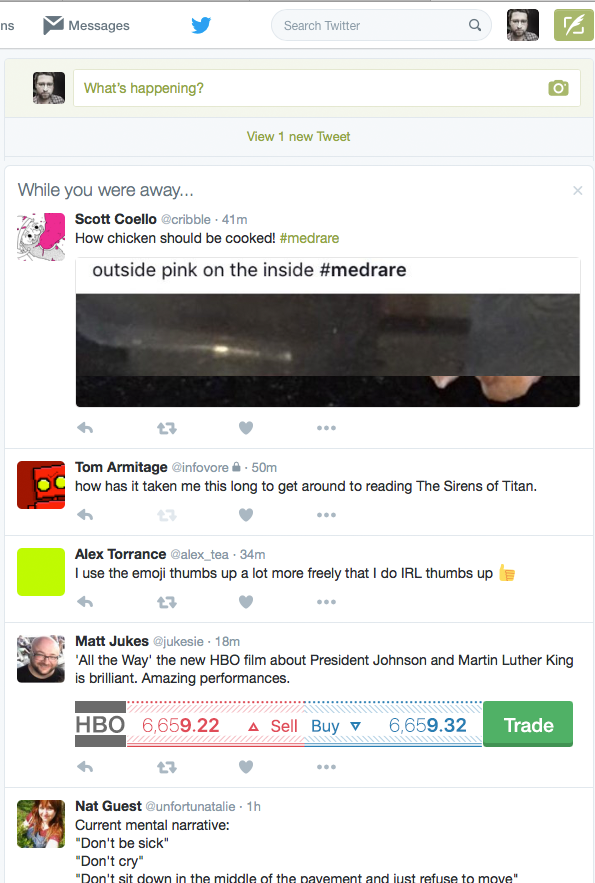 ns
Messages
Search Twitter
What's happening?
View 1 new Tweet
While you were away...
Scott Coello @cribble · 41m
How chicken should be cooked! #medrare
outside pink on the inside #medrare
Tom Armitage @infovore · 50m
how has it taken me this long to get around to reading The Sirens of Titan.
Alex Torrance @alex_tea · 34m
I use the emoji thumbs up a lot more freely that I do IRL thumbs up 👍
Matt Jukes @jukesie · 18m
'All the Way' the new HBO film about President Johnson and Martin Luther King
is brilliant. Amazing performances.
HBO 6,659.22 Sell Buy 6,659.32 Trade
Nat Guest @unfortunatalie · 1h
Current mental narrative:
"Don't be sick"
"Don't cry"
"Don't sit down in the middle of the pavement and just refuse to move"